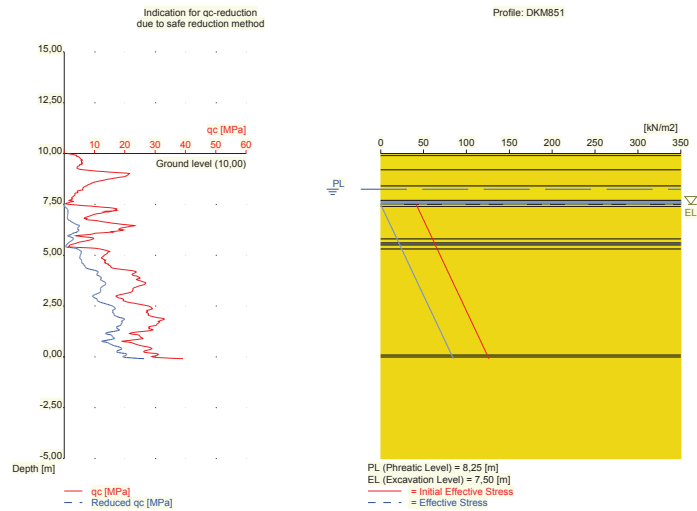 Indication for qc-reduction
due to safe reduction method
15,00
12,50
qc [MPa]
10,00
10
20
30
40
50
60
Ground level (10,00)
7,50
5,00
2,50
0,00
-2,50
-5,00
Depth [m]
qc [MPa]
Reduced qc [MPa]
Profile: DKM851
[kN/m2]
0
50
100
150
200
250
300
350
PL
EL
PL (Phreatic Level) = 8,25 [m]
EL (Excavation Level) = 7,50 [m]
= Initial Effective Stress
= Effective Stress